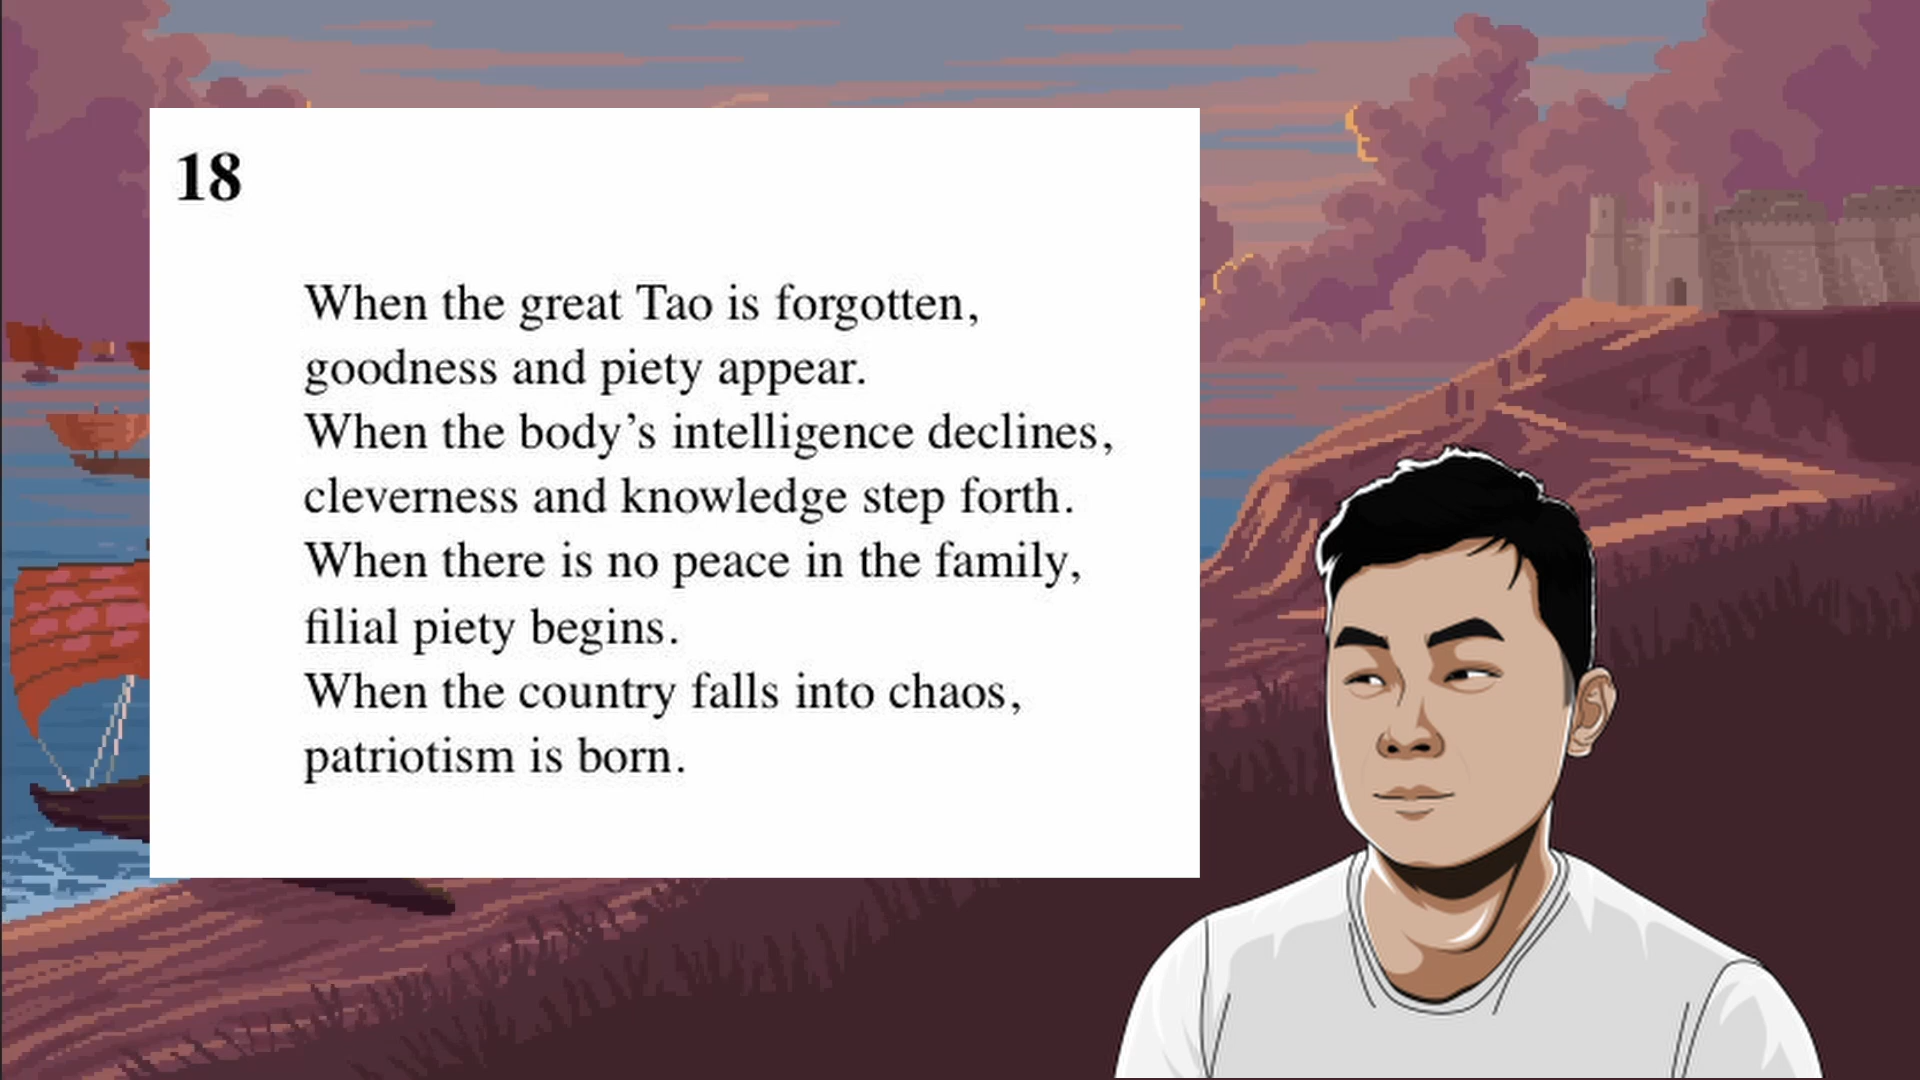 18
When the great Tao is forgotten,
goodness and piety appear.
When the body’s intelligence declines,
cleverness and knowledge step forth.
When there is no peace in the family,
filial piety begins.
When the country falls into chaos,
patriotism is born.